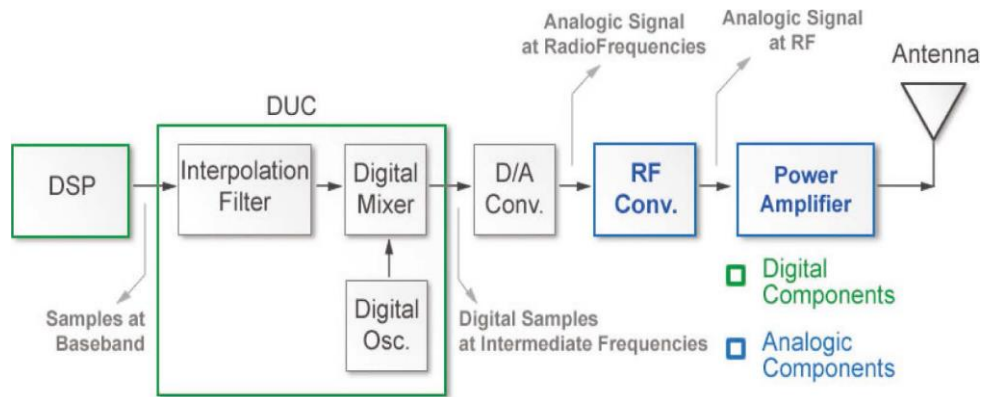 Analogic Signal
at RadioFrequencies
Analogic Signal
at RF
Antenna
DUC
DSP
Interpolation
Filter
Digital
Mixer
D/A
Conv.
RF
Conv.
Power
Amplifier
Digital
Osc.
Samples at
Baseband
Digital Samples
at Intermediate Frequencies
Digital
Components
Analogic
Components